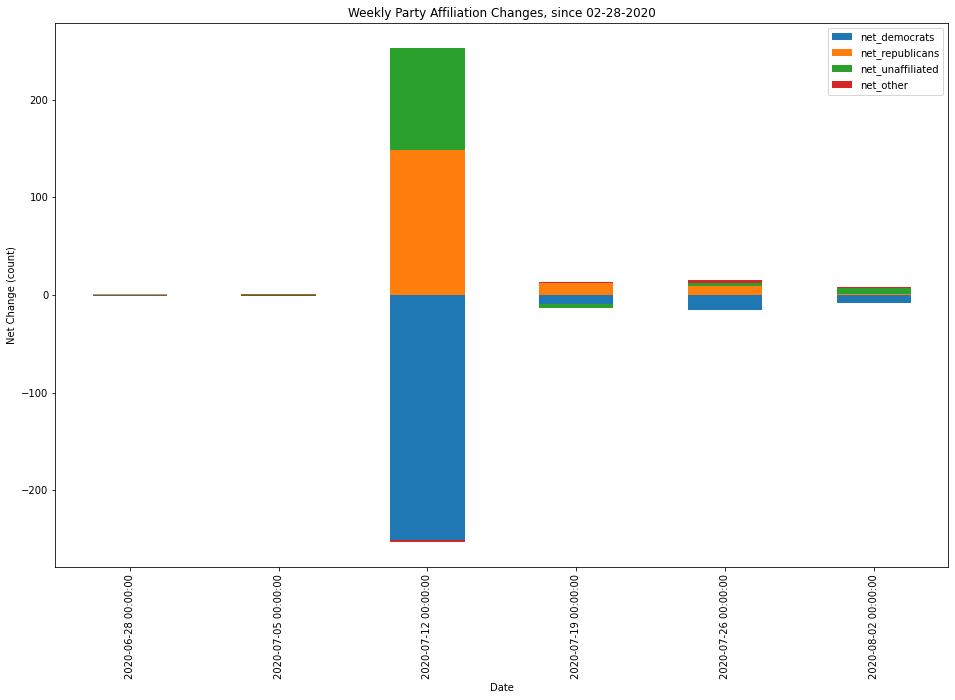 Weekly Party Affiliation Changes, since 02-28-2020
net_democrats
net_republicans
net_unaffiliated
net_other
Net Change (count)
200
100
0
−100
−200
2020-06-28 00:00:00
2020-07-05 00:00:00
2020-07-12 00:00:00
2020-07-19 00:00:00
2020-07-26 00:00:00
2020-08-02 00:00:00
Date